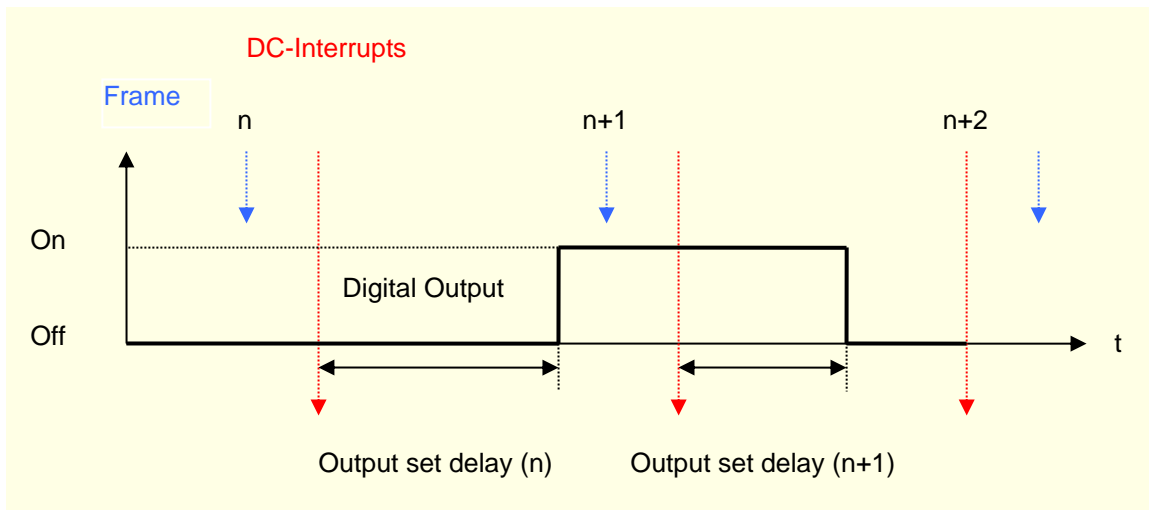 DC-Interrupts
Frame
n n+1 n+2
On
Digital Output
Off
t
Output set delay (n) Output set delay (n+1)